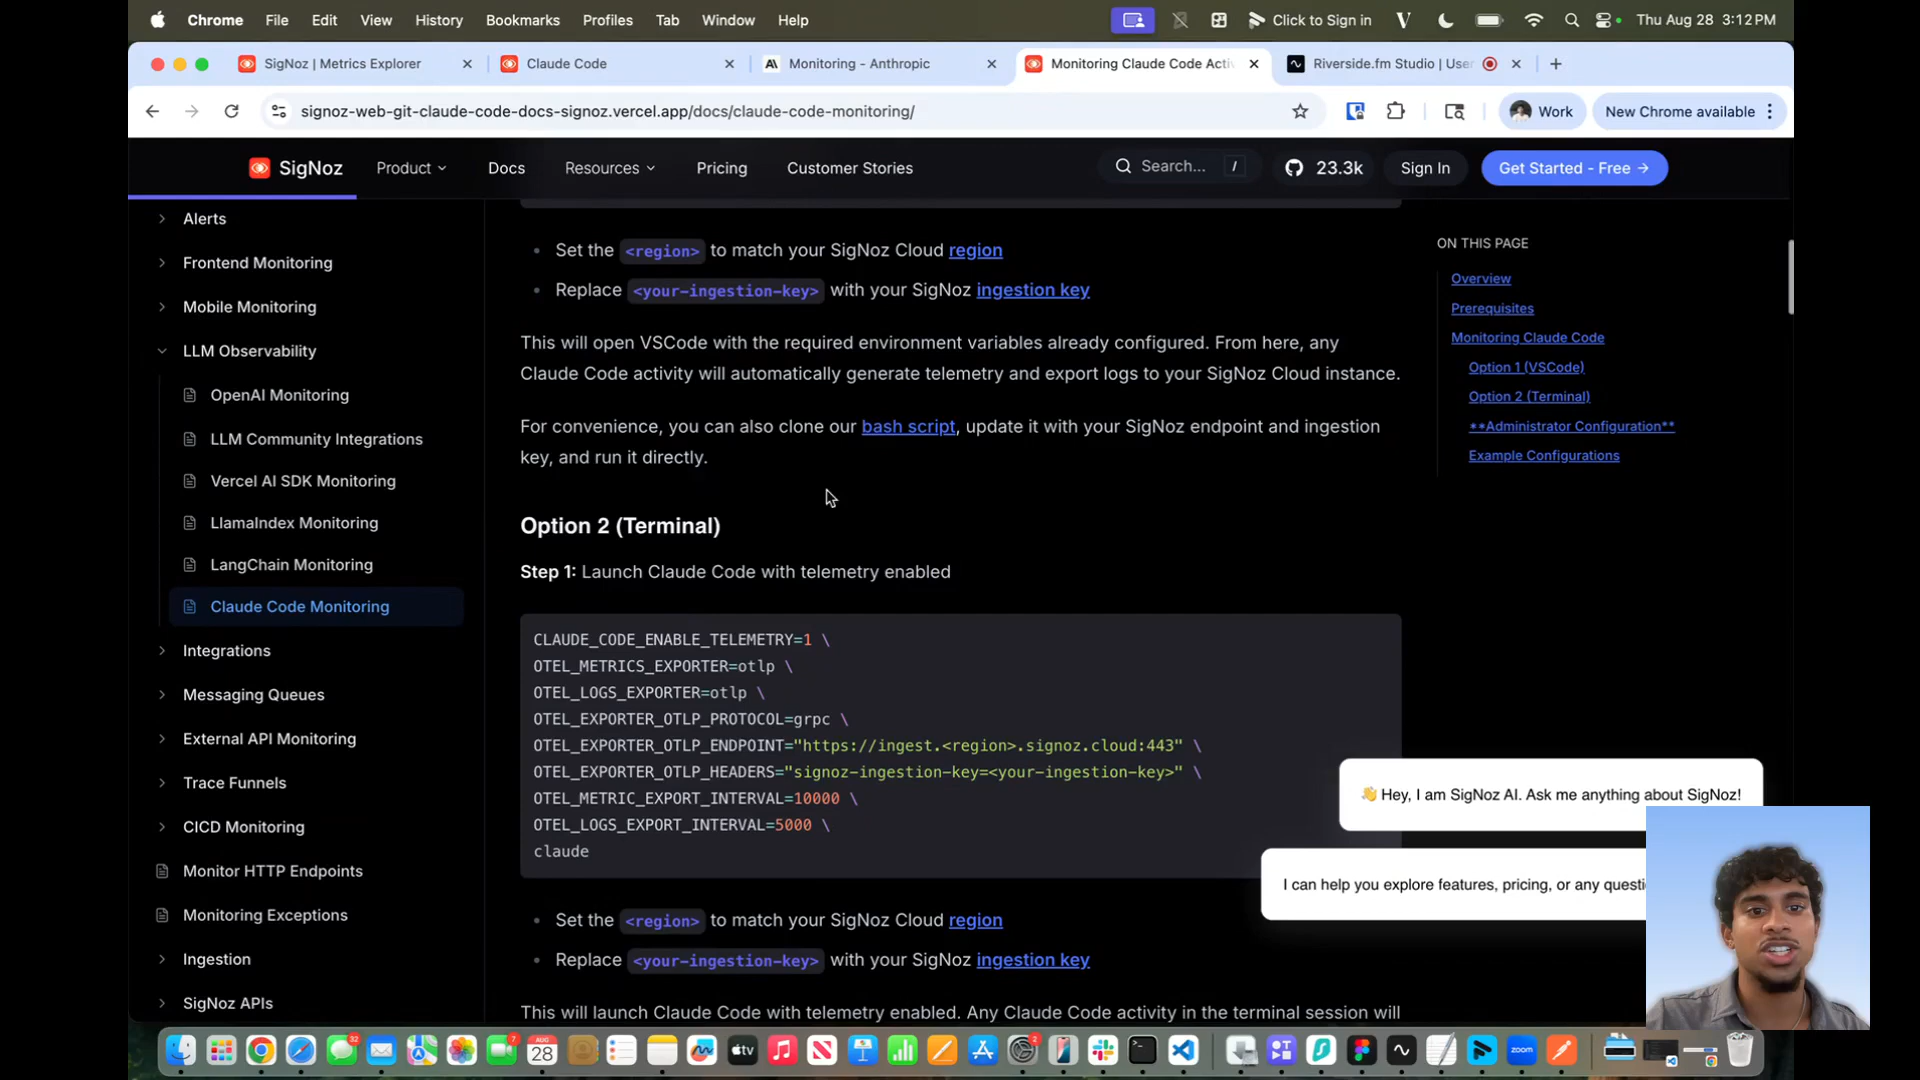 Chrome File Edit View History Bookmarks Profiles Tab Window Help Click to Sign in Thu Aug 28 3:12 PM
SigNoz | Metrics Explorer
Claude Code
Monitoring - Anthropic
Monitoring Claude Code Activ
Riverside.fm Studio | User
signoz-web-git-claude-code-docs-signoz.vercel.app/docs/claude-code-monitoring/
Work
New Chrome available
SigNoz
Product
Docs
Resources
Pricing
Customer Stories
Search... /
23.3k
Sign In
Get Started - Free →
Alerts
Frontend Monitoring
Mobile Monitoring
LLM Observability
OpenAI Monitoring
LLM Community Integrations
Vercel AI SDK Monitoring
LlamaIndex Monitoring
LangChain Monitoring
Claude Code Monitoring
Integrations
Messaging Queues
External API Monitoring
Trace Funnels
CICD Monitoring
Monitor HTTP Endpoints
Monitoring Exceptions
Ingestion
SigNoz APIs
Set the <region> to match your SigNoz Cloud region
Replace <your-ingestion-key> with your SigNoz ingestion key
This will open VSCode with the required environment variables already configured. From here, any
Claude Code activity will automatically generate telemetry and export logs to your SigNoz Cloud instance.
For convenience, you can also clone our bash script, update it with your SigNoz endpoint and ingestion
key, and run it directly.
Option 2 (Terminal)
Step 1: Launch Claude Code with telemetry enabled
CLAUDE_CODE_ENABLE_TELEMETRY=1 \
OTEL_METRICS_EXPORTER=otlp \
OTEL_LOGS_EXPORTER=otlp \
OTEL_EXPORTER_OTLP_PROTOCOL=grpc \
OTEL_EXPORTER_OTLP_ENDPOINT="https://ingest.<region>.signoz.cloud:443" \
OTEL_EXPORTER_OTLP_HEADERS="signoz-ingestion-key=<your-ingestion-key>" \
OTEL_METRIC_EXPORT_INTERVAL=10000 \
OTEL_LOGS_EXPORT_INTERVAL=5000 \
claude
Set the <region> to match your SigNoz Cloud region
Replace <your-ingestion-key> with your SigNoz ingestion key
This will launch Claude Code with telemetry enabled. Any Claude Code activity in the terminal session will
ON THIS PAGE
Overview
Prerequisites
Monitoring Claude Code
Option 1 (VSCode)
Option 2 (Terminal)
**Administrator Configuration**
Example Configurations
👋 Hey, I am SigNoz AI. Ask me anything about SigNoz!
I can help you explore features, pricing, or any questi
AUG
28
tv
zoom